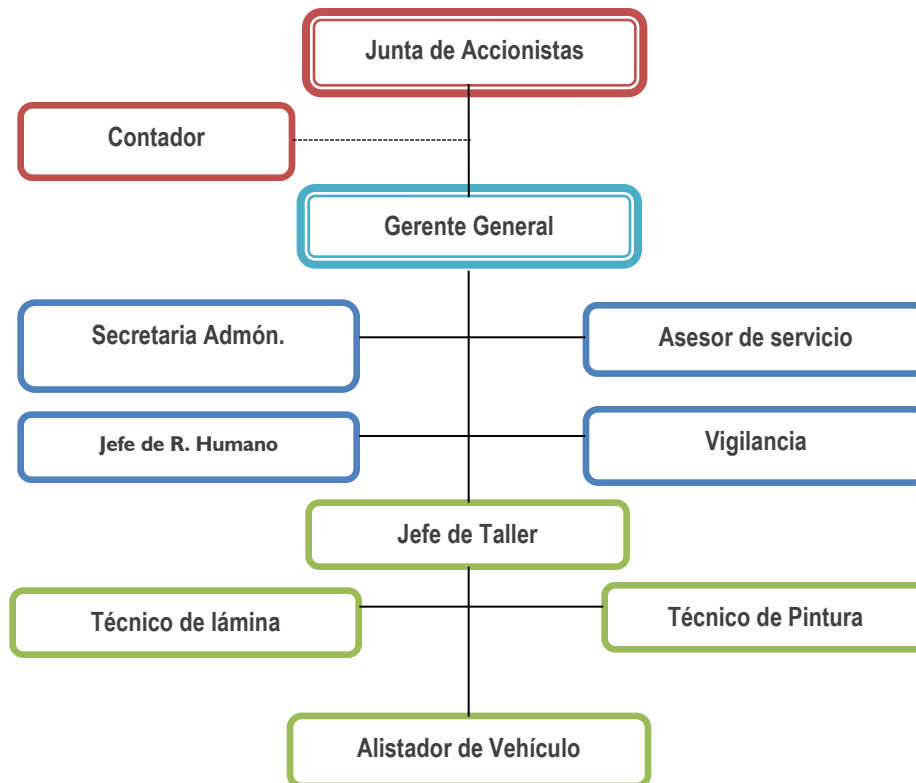 Junta de Accionistas
Contador
Gerente General
Secretaria Admón.
Asesor de servicio
Jefe de R. Humano
Vigilancia
Jefe de Taller
Técnico de lámina
Técnico de Pintura
Alistador de Vehículo